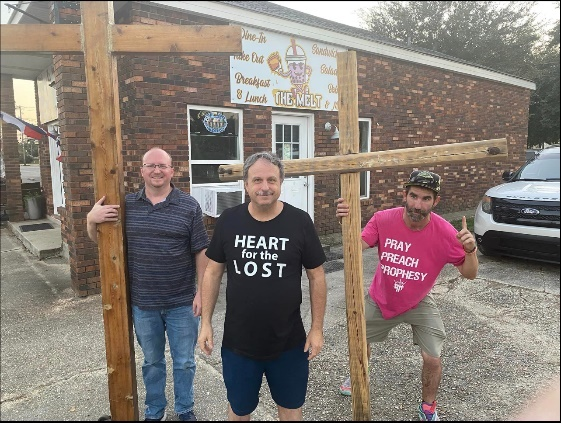 Dine-In
Take Out
Breakfast
& Lunch
THE MELT
HEART
for the
LOST
PRAY
PREACH
PROPHESY